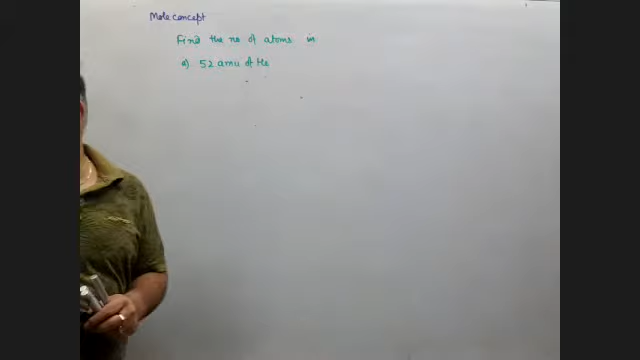 Mole concept
Find the no of atoms in
a) 52 amu of He